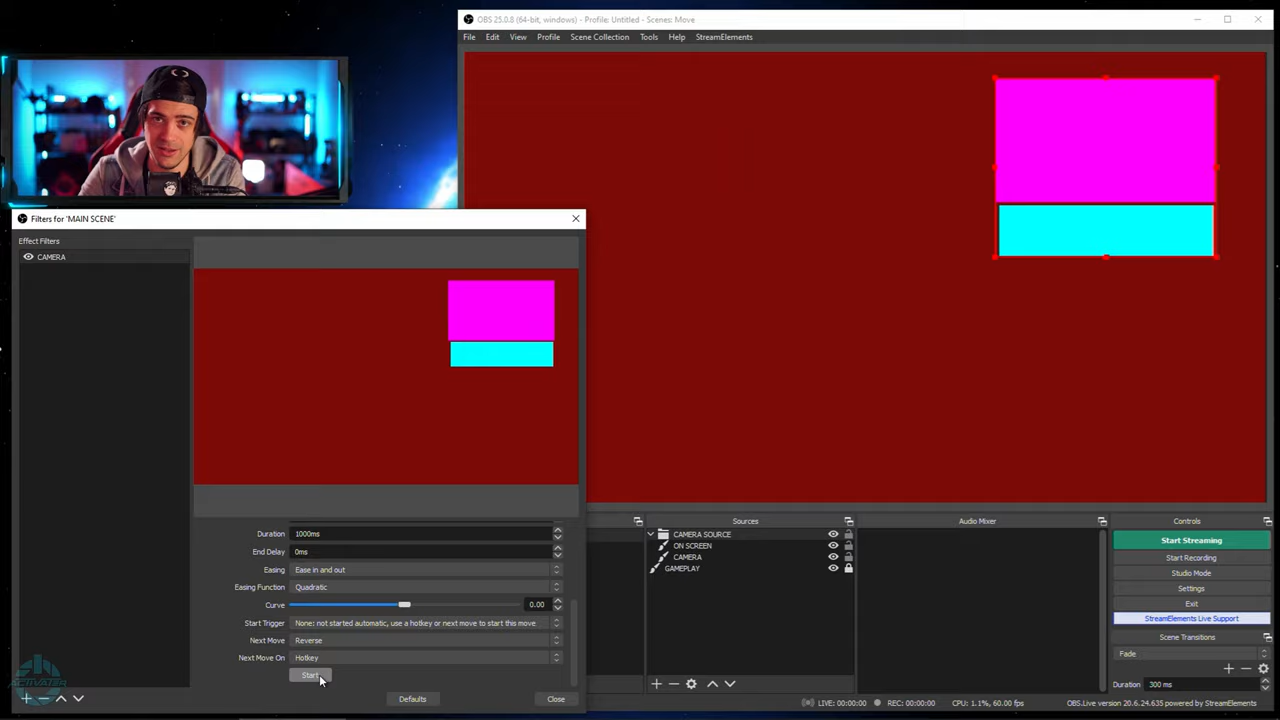 OBS 25.0.8 (64-bit, windows) - Profile: Untitled - Scenes: Move
File Edit View Profile Scene Collection Tools Help StreamElements
Filters for 'MAIN SCENE'
Effect Filters
CAMERA
Duration 1000ms
End Delay 0ms
Easing Ease in and out
Easing Function Quadratic
Curve 0.00
Start Trigger None: not started automatic, use a hotkey or next move to start this move
Next Move Reverse
Next Move On Hotkey
Start
Defaults Close
Sources
CAMERA SOURCE
ON SCREEN
CAMERA
GAMEPLAY
Audio Mixer
Controls
Start Streaming
Start Recording
Studio Mode
Settings
Exit
StreamElements Live Support
Scene Transitions
Fade
Duration 300 ms
LIVE: 00:00:00 REC: 00:00:00 CPU: 1.1%, 60.00 fps OBS.Live version 20.6.24.635 powered by StreamElements